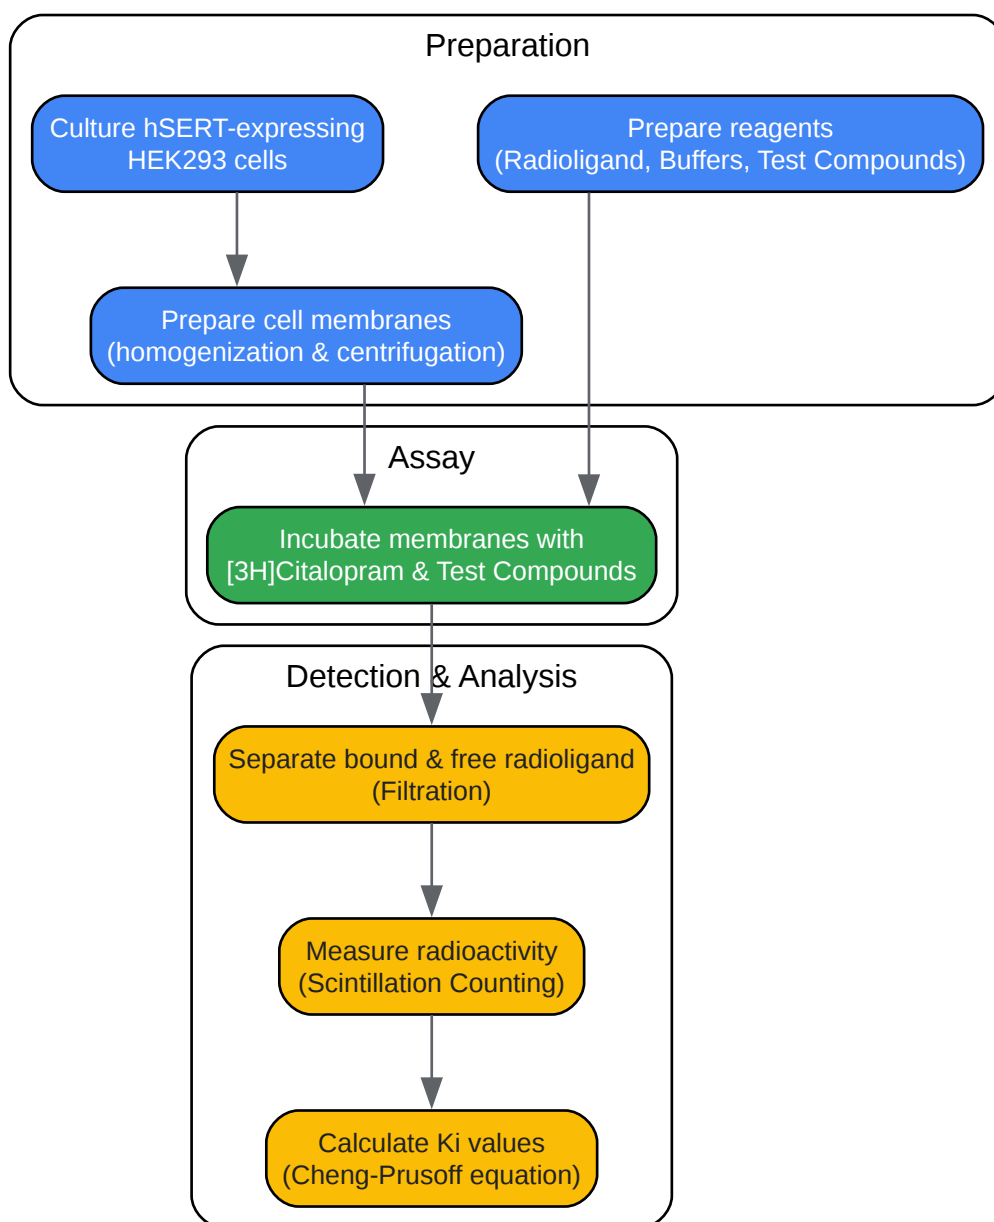 Preparation
Culture hSERT-expressing
HEK293 cells
Prepare reagents
(Radioligand, Buffers, Test Compounds)
Prepare cell membranes
(homogenization & centrifugation)
Assay
Incubate membranes with
[3H]Citalopram & Test Compounds
Detection & Analysis
Separate bound & free radioligand
(Filtration)
Measure radioactivity
(Scintillation Counting)
Calculate Ki values
(Cheng-Prusoff equation)